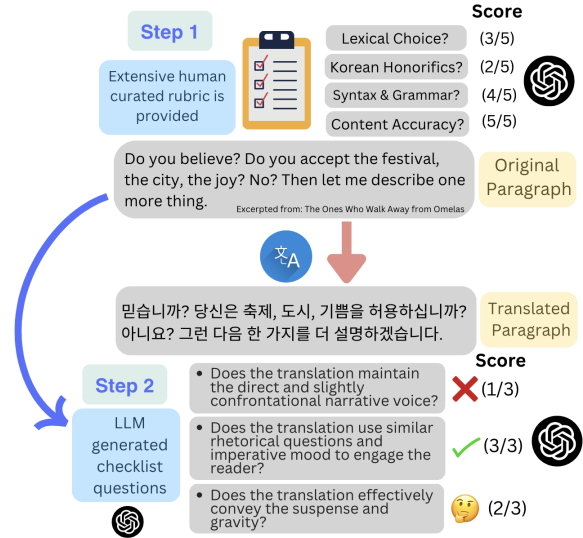 Score
Step 1
Extensive human
curated rubric is
provided
Lexical Choice?
(3/5)
Korean Honorifics?
(2/5)
Syntax & Grammar?
(4/5)
Content Accuracy?
(5/5)
Do you believe? Do you accept the festival,
the city, the joy? No? Then let me describe one
more thing.
Excerpted from: The Ones Who Walk Away from Omelas
Original
Paragraph
文A
믿습니까? 당신은 축제, 도시, 기쁨을 허용하십니까?
아니요? 그런 다음 한 가지를 더 설명하겠습니다.
Translated
Paragraph
Score
Step 2
LLM
generated
checklist
questions
• Does the translation maintain
the direct and slightly
confrontational narrative voice?
(1/3)
• Does the translation use similar
rhetorical questions and
imperative mood to engage the
reader?
(3/3)
• Does the translation effectively
convey the suspense and
gravity?
(2/3)